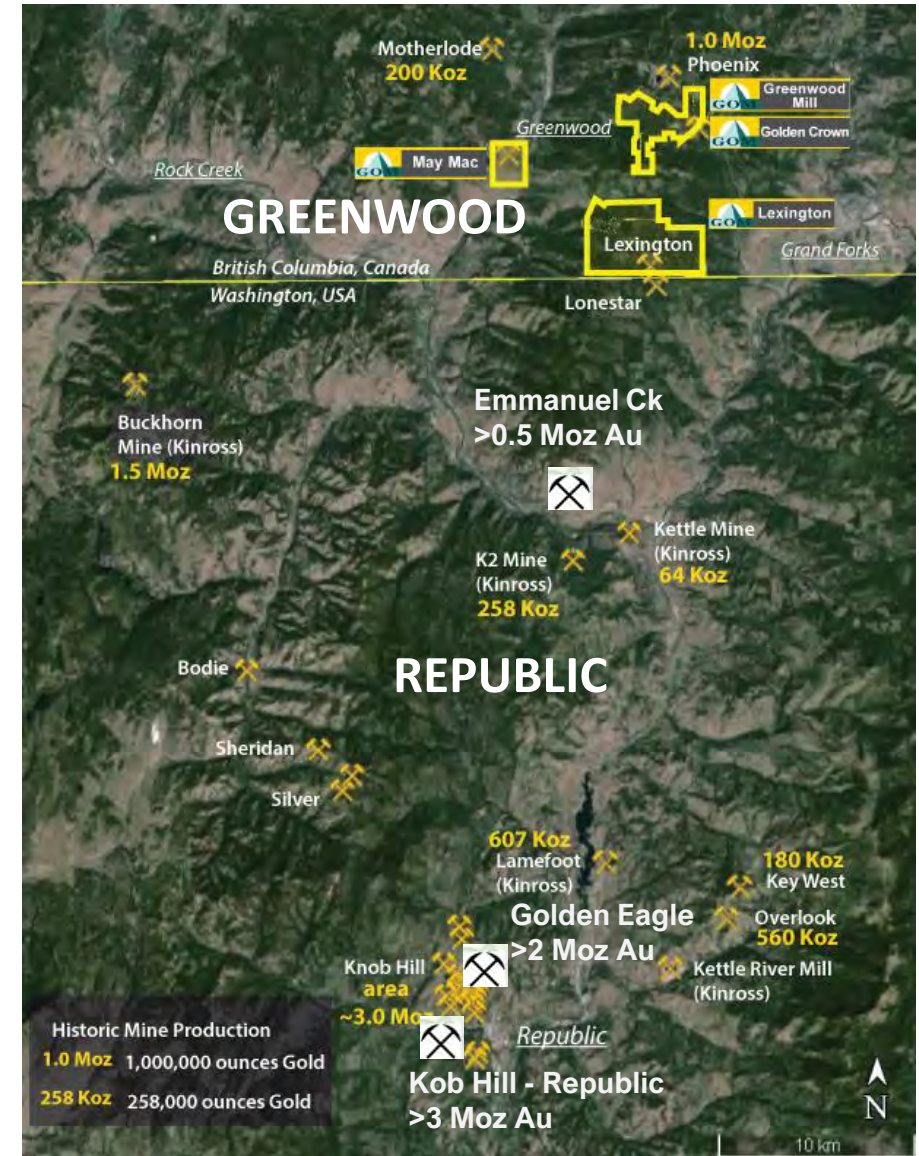 Motherlode
200 Koz
1.0 Moz
Phoenix
GOM
Greenwood
Mill
GOM
Golden Crown
Greenwood
GOM
May Mac
Rock Creek
GREENWOOD
GOM
Lexington
Lexington
Grand Forks
British Columbia, Canada
Washington, USA
Lonestar
Buckhorn
Mine (Kinross)
1.5 Moz
Emmanuel Ck
>0.5 Moz Au
Kettle Mine
(Kinross)
64 Koz
K2 Mine
(Kinross)
258 Koz
REPUBLIC
Bodie
Sheridan
Silver
607 Koz
Lamefoot
(Kinross)
180 Koz
Key West
Overlook
560 Koz
Golden Eagle
>2 Moz Au
Kettle River Mill
(Kinross)
Knob Hill
area
~3.0 Moz
Republic
Kob Hill - Republic
>3 Moz Au
Historic Mine Production
1.0 Moz 1,000,000 ounces Gold
258 Koz 258,000 ounces Gold
N
10 km